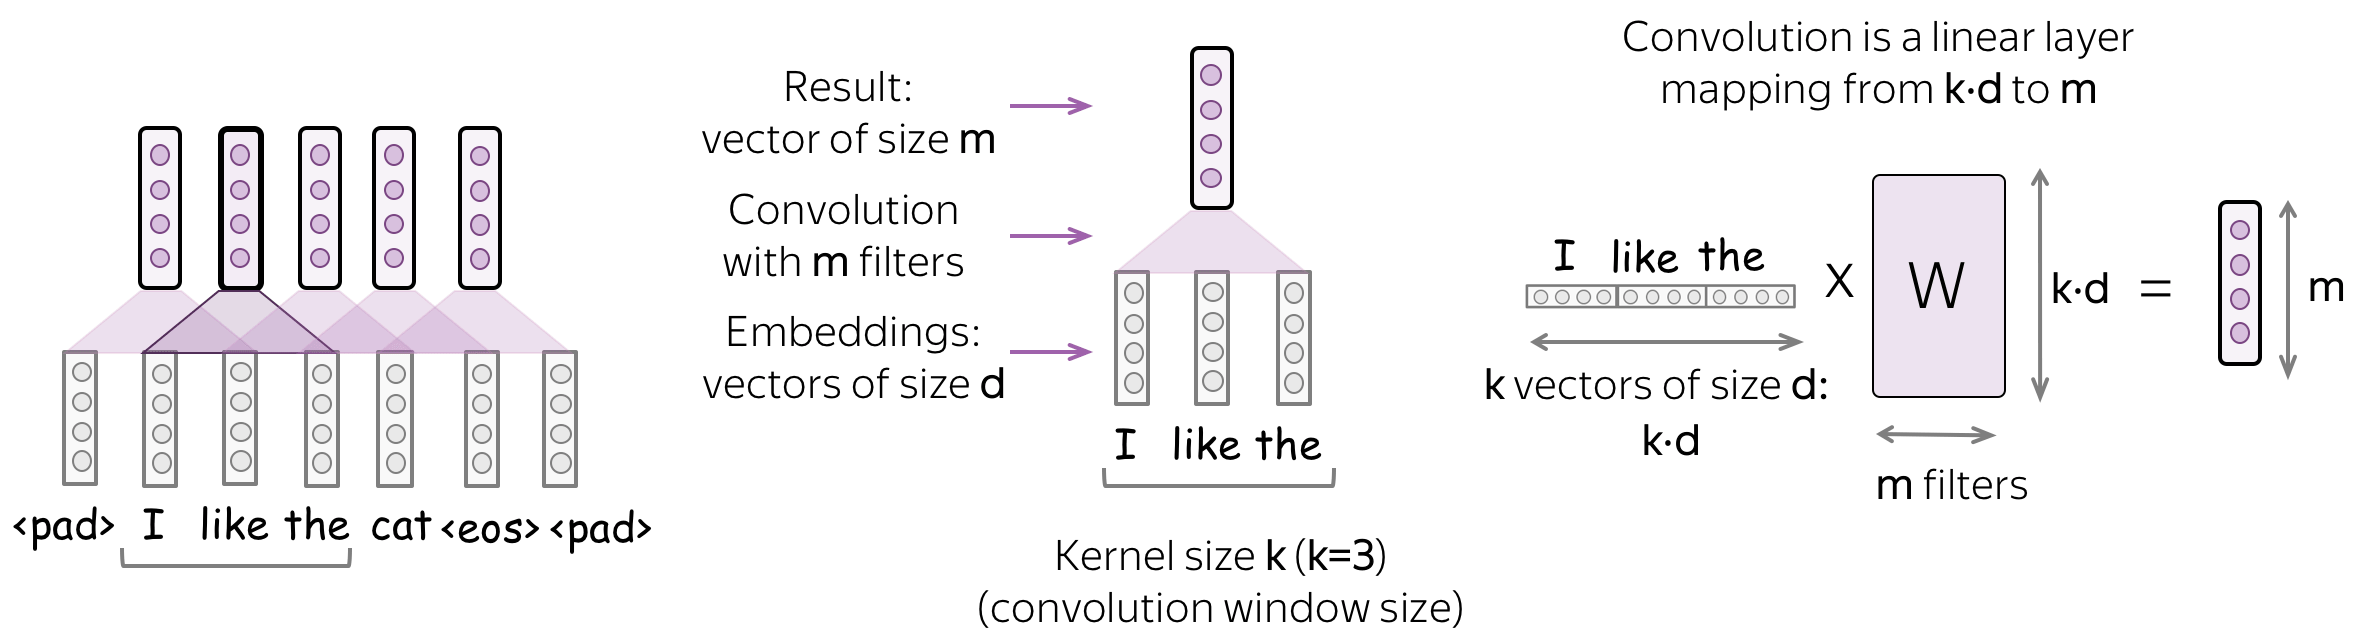 <pad> I like the cat <eos> <pad>
Result:
vector of size m
Convolution
with m filters
Embeddings:
vectors of size d
I like the
Kernel size k (k=3)
(convolution window size)
Convolution is a linear layer
mapping from k·d to m
I like the
X
W
k·d
=
m
k vectors of size d:
k·d
m filters